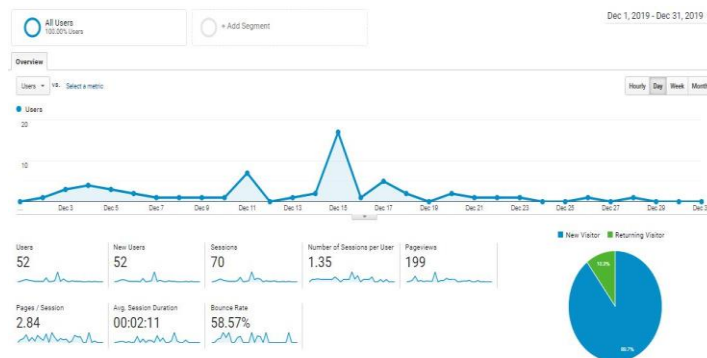 All Users
100.00% Users
+ Add Segment
Dec 1, 2019 - Dec 31, 2019
Overview
Users vs. Select a metric
Hourly Day Week Month
Users
20
10
... Dec 3 Dec 5 Dec 7 Dec 9 Dec 11 Dec 13 Dec 15 Dec 17 Dec 19 Dec 21 Dec 23 Dec 25 Dec 27 Dec 29 Dec 3
New Visitor Returning Visitor
Users New Users Sessions Number of Sessions per User Pageviews
52 52 70 1.35 199
Pages / Session Avg. Session Duration Bounce Rate
2.84 00:02:11 58.57%